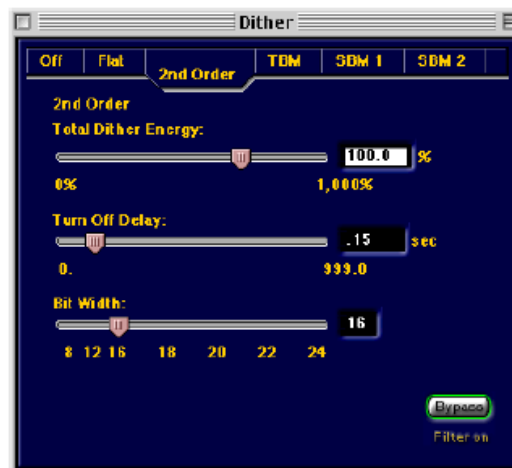 Dither
Off Flat 2nd Order TBM SBM 1 SBM 2
2nd Order
Total Dither Energy:
100.0 %
0% 1,000%
Turn Off Delay:
.15 sec
0. 999.0
Bit Width:
16
8 12 16 18 20 22 24
Bypass
Filter on